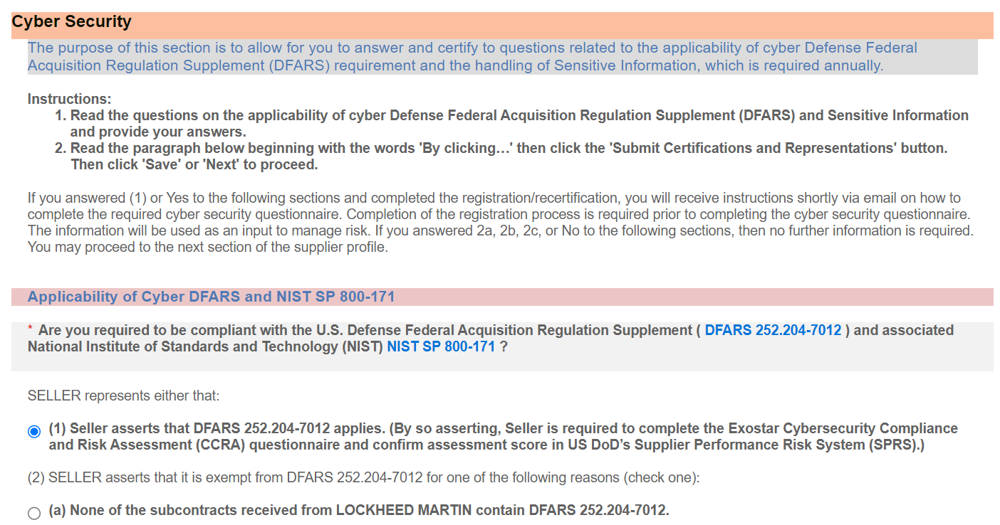 Cyber Security
The purpose of this section is to allow for you to answer and certify to questions related to the applicability of cyber Defense Federal
Acquisition Regulation Supplement (DFARS) requirement and the handling of Sensitive Information, which is required annually.
Instructions:
1. Read the questions on the applicability of cyber Defense Federal Acquisition Regulation Supplement (DFARS) and Sensitive Information
and provide your answers.
2. Read the paragraph below beginning with the words 'By clicking…' then click the 'Submit Certifications and Representations' button.
Then click 'Save' or 'Next' to proceed.
If you answered (1) or Yes to the following sections and completed the registration/recertification, you will receive instructions shortly via email on how to
complete the required cyber security questionnaire. Completion of the registration process is required prior to completing the cyber security questionnaire.
The information will be used as an input to manage risk. If you answered 2a, 2b, 2c, or No to the following sections, then no further information is required.
You may proceed to the next section of the supplier profile.
Applicability of Cyber DFARS and NIST SP 800-171
* Are you required to be compliant with the U.S. Defense Federal Acquisition Regulation Supplement ( DFARS 252.204-7012 ) and associated
National Institute of Standards and Technology (NIST) NIST SP 800-171 ?
SELLER represents either that:
(1) Seller asserts that DFARS 252.204-7012 applies. (By so asserting, Seller is required to complete the Exostar Cybersecurity Compliance
and Risk Assessment (CCRA) questionnaire and confirm assessment score in US DoD’s Supplier Performance Risk System (SPRS).)
(2) SELLER asserts that it is exempt from DFARS 252.204-7012 for one of the following reasons (check one):
(a) None of the subcontracts received from LOCKHEED MARTIN contain DFARS 252.204-7012.